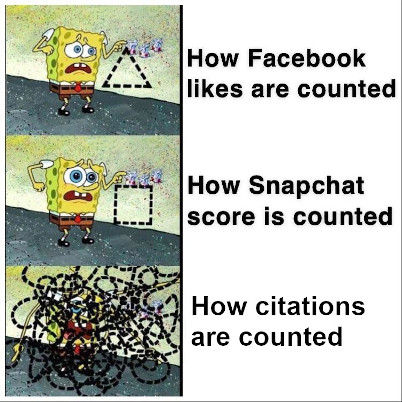 How Facebook
likes are counted
How Snapchat
score is counted
How citations
are counted